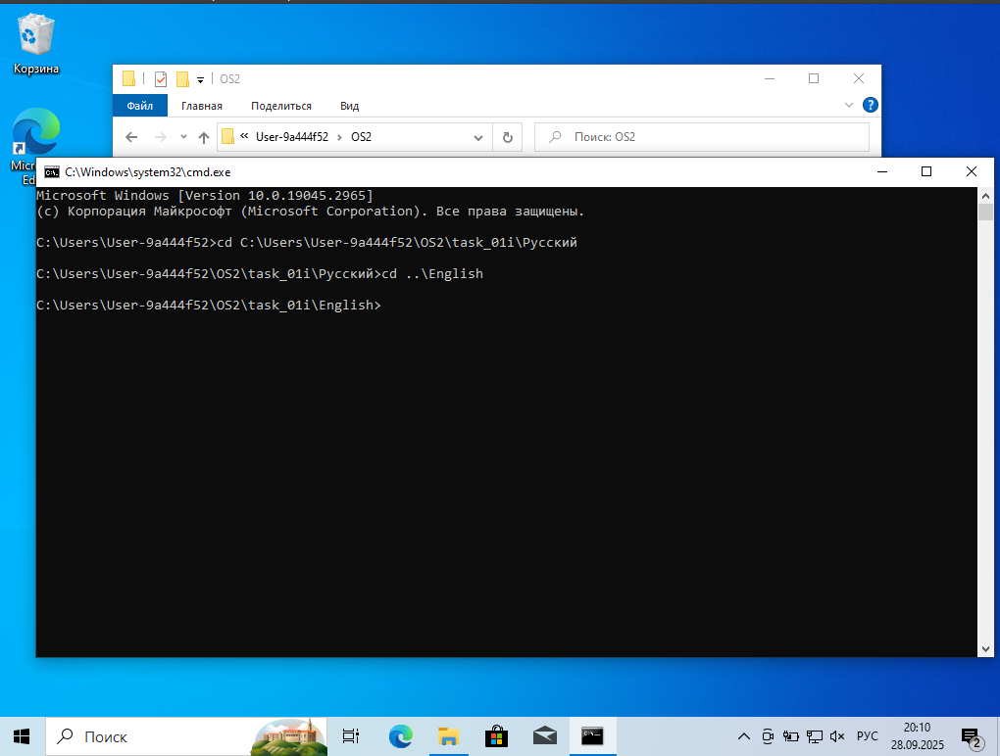 Корзина
OS2
Файл
Главная
Поделиться
Вид
User-9a444f52 › OS2
Поиск: OS2
C:\Windows\system32\cmd.exe
Microsoft Windows [Version 10.0.19045.2965]
(c) Корпорация Майкрософт (Microsoft Corporation). Все права защищены.
C:\Users\User-9a444f52>cd C:\Users\User-9a444f52\OS2\task_01i\Русский
C:\Users\User-9a444f52\OS2\task_01i\Русский>cd ..\English
C:\Users\User-9a444f52\OS2\task_01i\English>
Поиск
РУС
20:10
28.09.2025
2